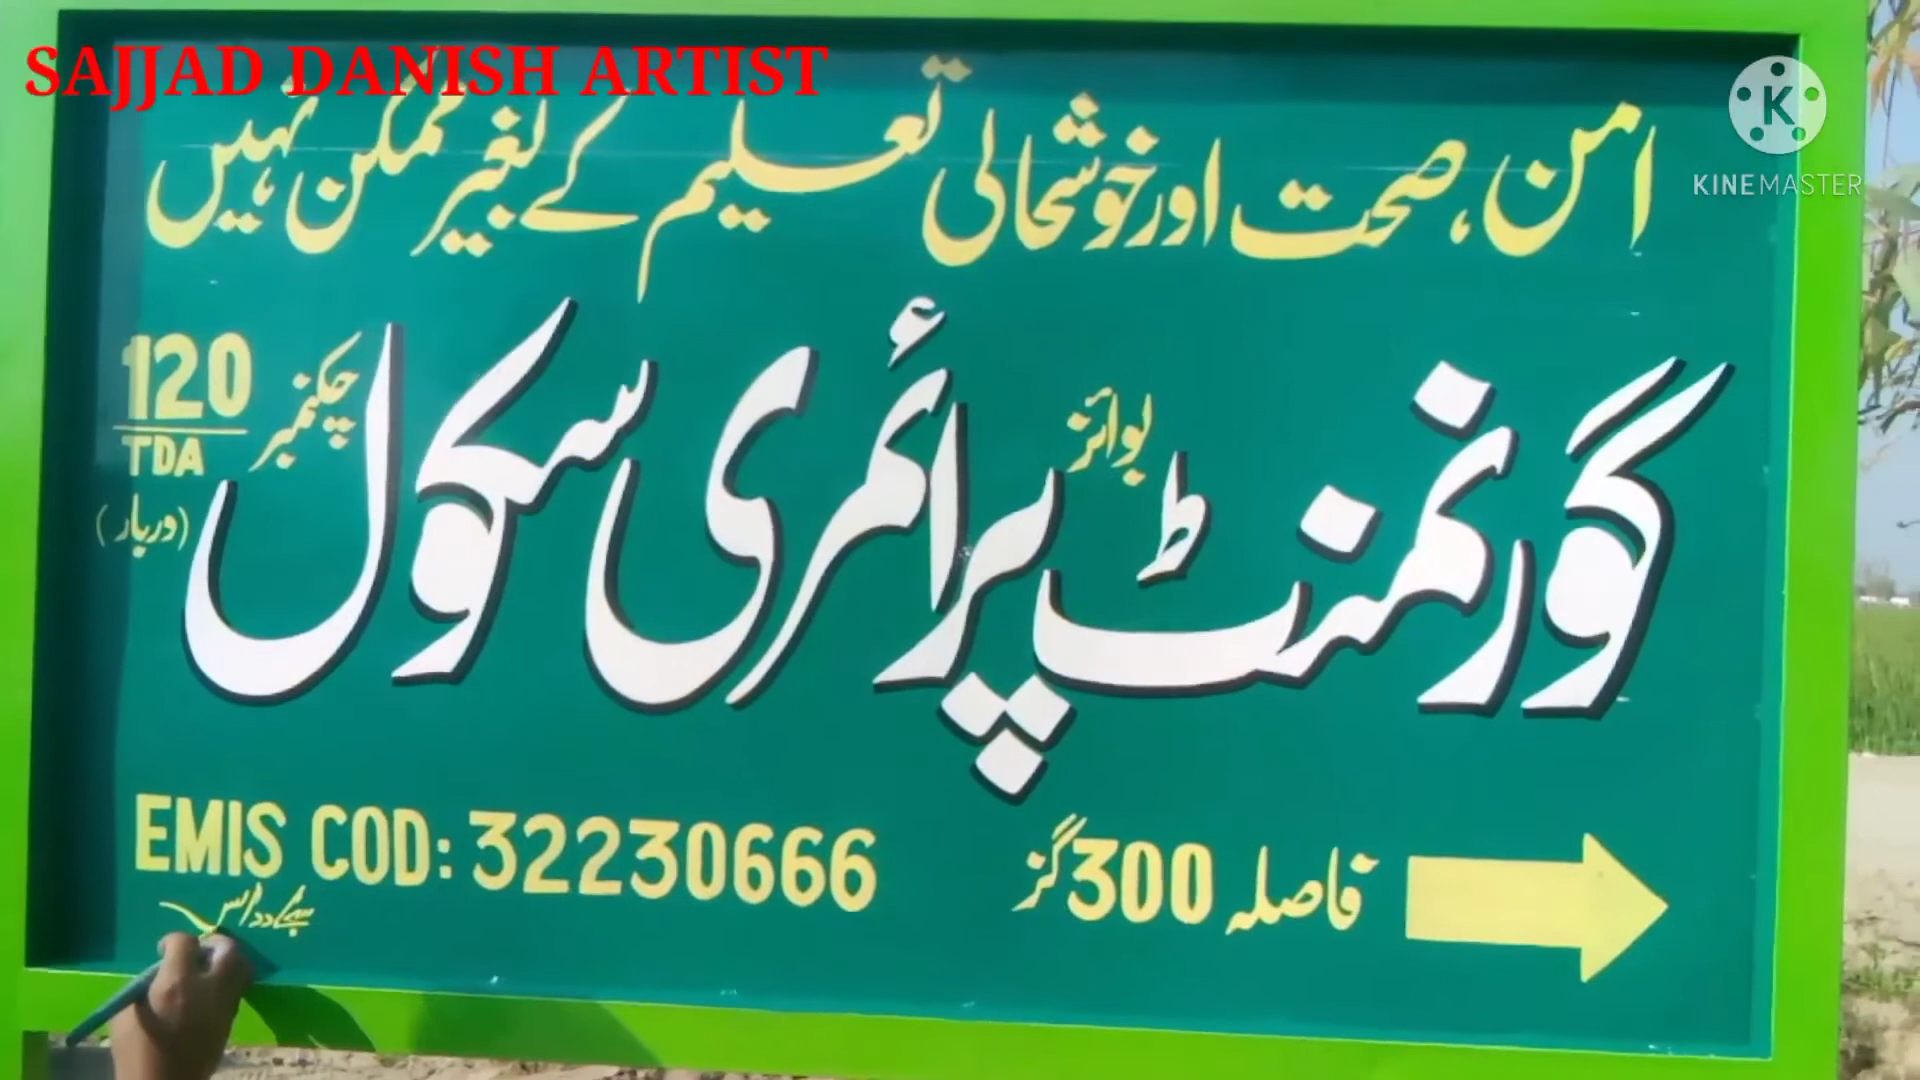 SAJJAD DANISH ARTIST
KINEMASTER
امن، صحت اور خوشحالی تعلیم کے بغیر ممکن نہیں
گورنمنٹ بوائز پرائمری سکول
چکنمبر 120
TDA
(دربار)
فاصلہ 300 گز
EMIS COD: 32230666